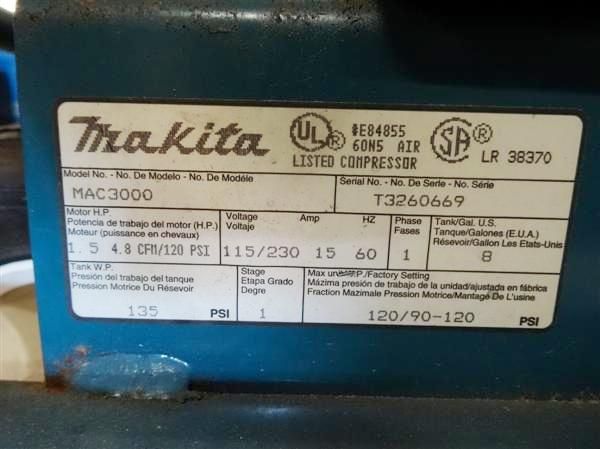 Makita UL® #E84855
60N5 AIR
LISTED COMPRESSOR
SA® LR 38370
Model No. - No. De Modelo - No. De Modéle
MAC3000
Serial No. - No. De Serie - No. Série
T3260669
Motor H.P.
Potencia de trabajo del motor (H.P.)
Moteur (puissance en chevaux)
1.5 4.8 CFM/120 PSI
Voltage Amp HZ
Voltaje
115/230 15 60
Phase
Fases
1
Tank/Gal. U.S.
Tanque/Galones (E.U.A.)
Résevoir/Gallon Les Etats-Unis
8
Tank W.P.
Presión del trabajo del tanque
Pression Motrice Du Résevoir
135 PSI
Stage
Etapa Grado
Degre
1
Max P./Factory Setting
Mázima presión de trabajo de la unidad/ajustada en fábrica
Fraction Mazimale Pression Motrice/Mantage De L'usine
120/90-120 PSI